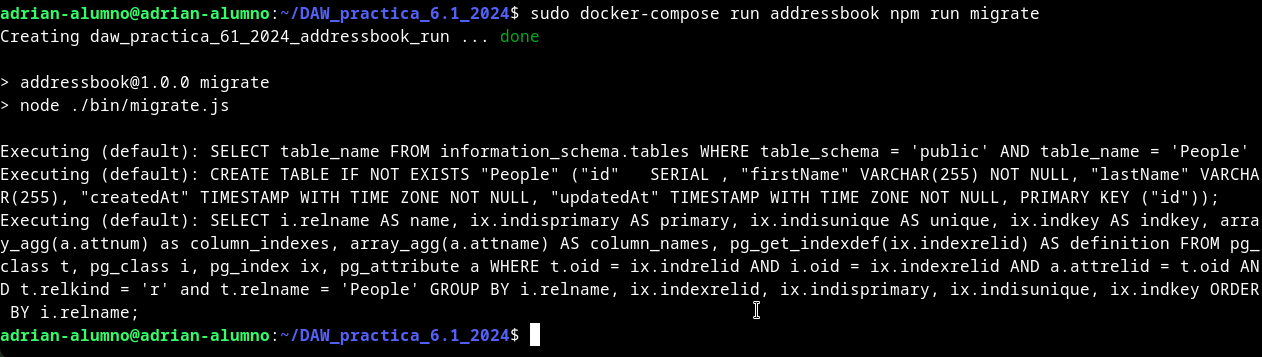 adrian-alumno@adrian-alumno:~/DAW_practica_6.1_2024$ sudo docker-compose run addressbook npm run migrate
Creating daw_practica_61_2024_addressbook_run ... done
> addressbook@1.0.0 migrate
> node ./bin/migrate.js
Executing (default): SELECT table_name FROM information_schema.tables WHERE table_schema = 'public' AND table_name = 'People'
Executing (default): CREATE TABLE IF NOT EXISTS "People" ("id"   SERIAL , "firstName" VARCHAR(255) NOT NULL, "lastName" VARCHA
R(255), "createdAt" TIMESTAMP WITH TIME ZONE NOT NULL, "updatedAt" TIMESTAMP WITH TIME ZONE NOT NULL, PRIMARY KEY ("id"));
Executing (default): SELECT i.relname AS name, ix.indisprimary AS primary, ix.indisunique AS unique, ix.indkey AS indkey, arra
y_agg(a.attnum) as column_indexes, array_agg(a.attname) AS column_names, pg_get_indexdef(ix.indexrelid) AS definition FROM pg_
class t, pg_class i, pg_index ix, pg_attribute a WHERE t.oid = ix.indrelid AND i.oid = ix.indexrelid AND a.attrelid = t.oid AN
D t.relkind = 'r' and t.relname = 'People' GROUP BY i.relname, ix.indexrelid, ix.indisprimary, ix.indisunique, ix.indkey ORDER
 BY i.relname;
adrian-alumno@adrian-alumno:~/DAW_practica_6.1_2024$